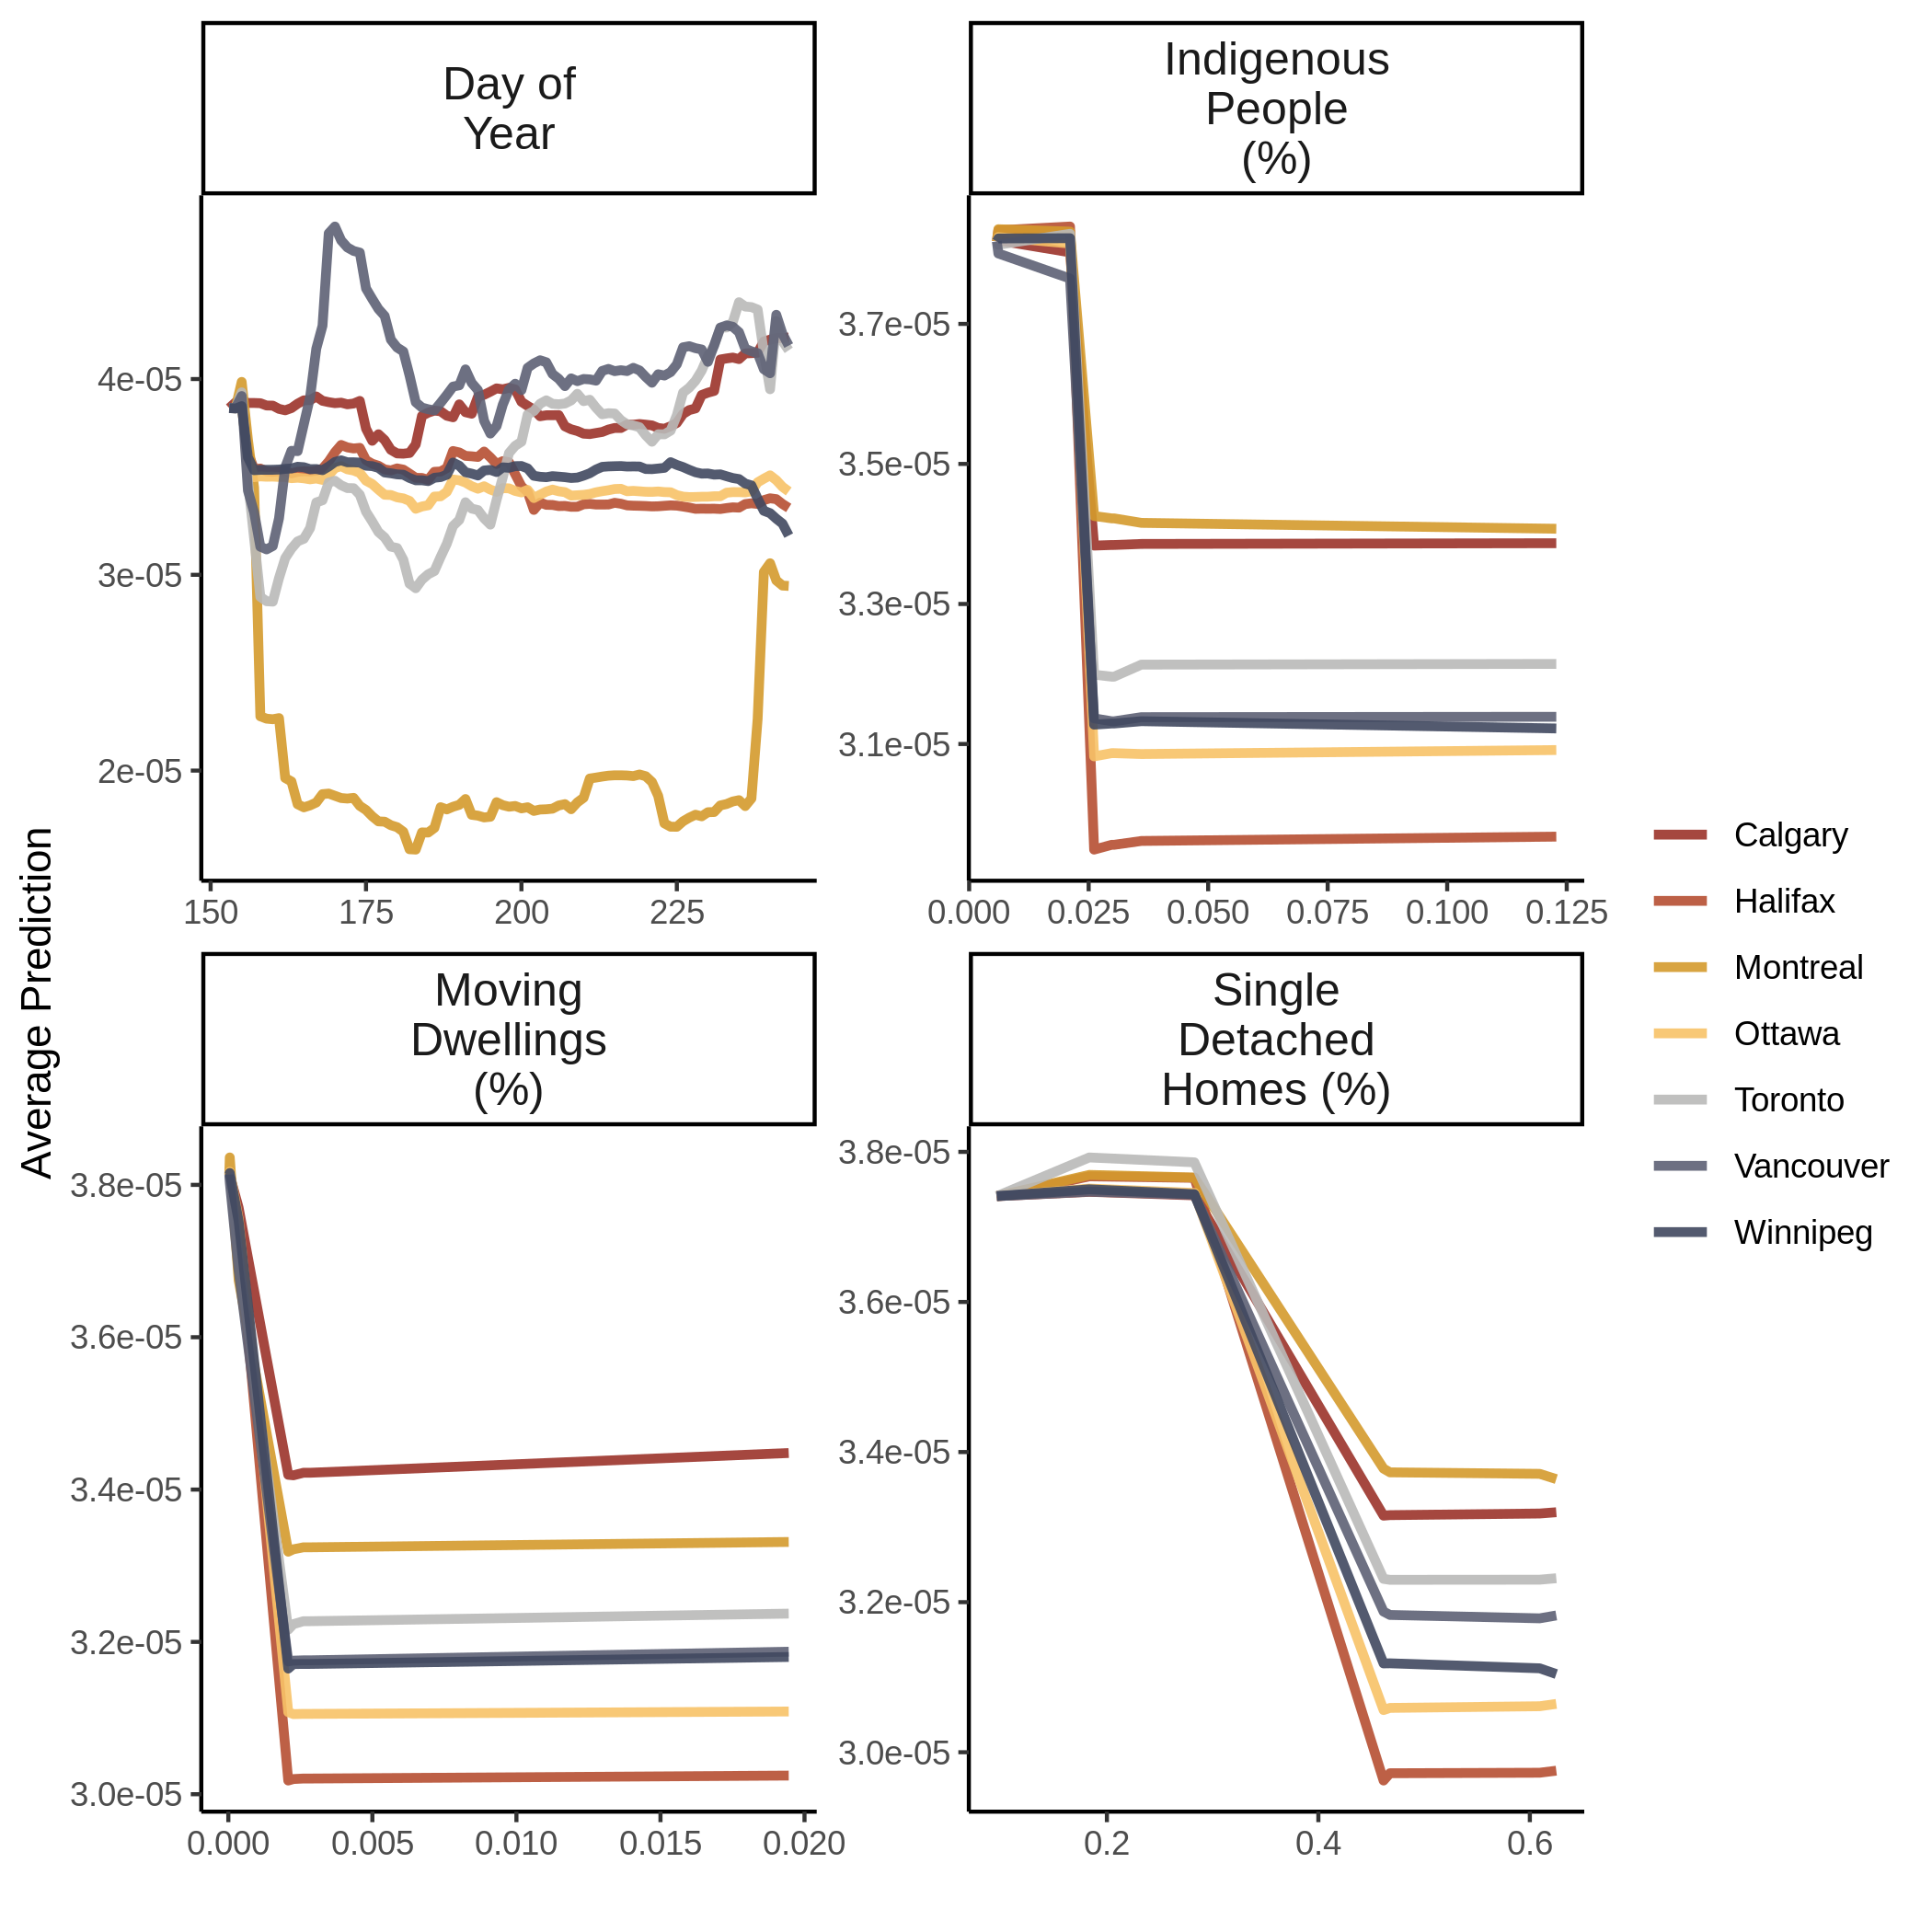 Day of
Year
Indigenous
People
(%)
4e-05
3e-05
2e-05
150
175
200
225
3.7e-05
3.5e-05
3.3e-05
3.1e-05
0.000
0.025
0.050
0.075
0.100
0.125
Average Prediction
Moving
Dwellings
(%)
Single
Detached
Homes (%)
3.8e-05
3.6e-05
3.4e-05
3.2e-05
3.0e-05
0.000
0.005
0.010
0.015
0.020
3.8e-05
3.6e-05
3.4e-05
3.2e-05
3.0e-05
0.2
0.4
0.6
Calgary
Halifax
Montreal
Ottawa
Toronto
Vancouver
Winnipeg